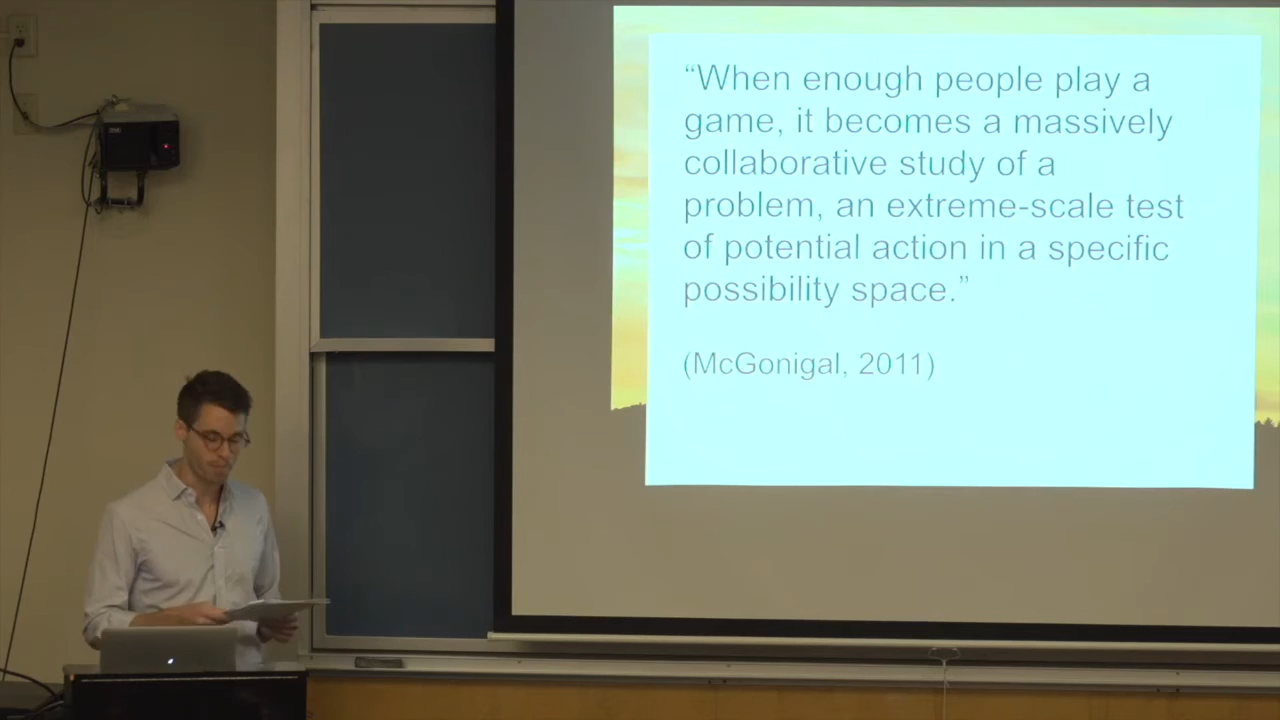 “When enough people play a
game, it becomes a massively
collaborative study of a
problem, an extreme-scale test
of potential action in a specific
possibility space.”
(McGonigal, 2011)